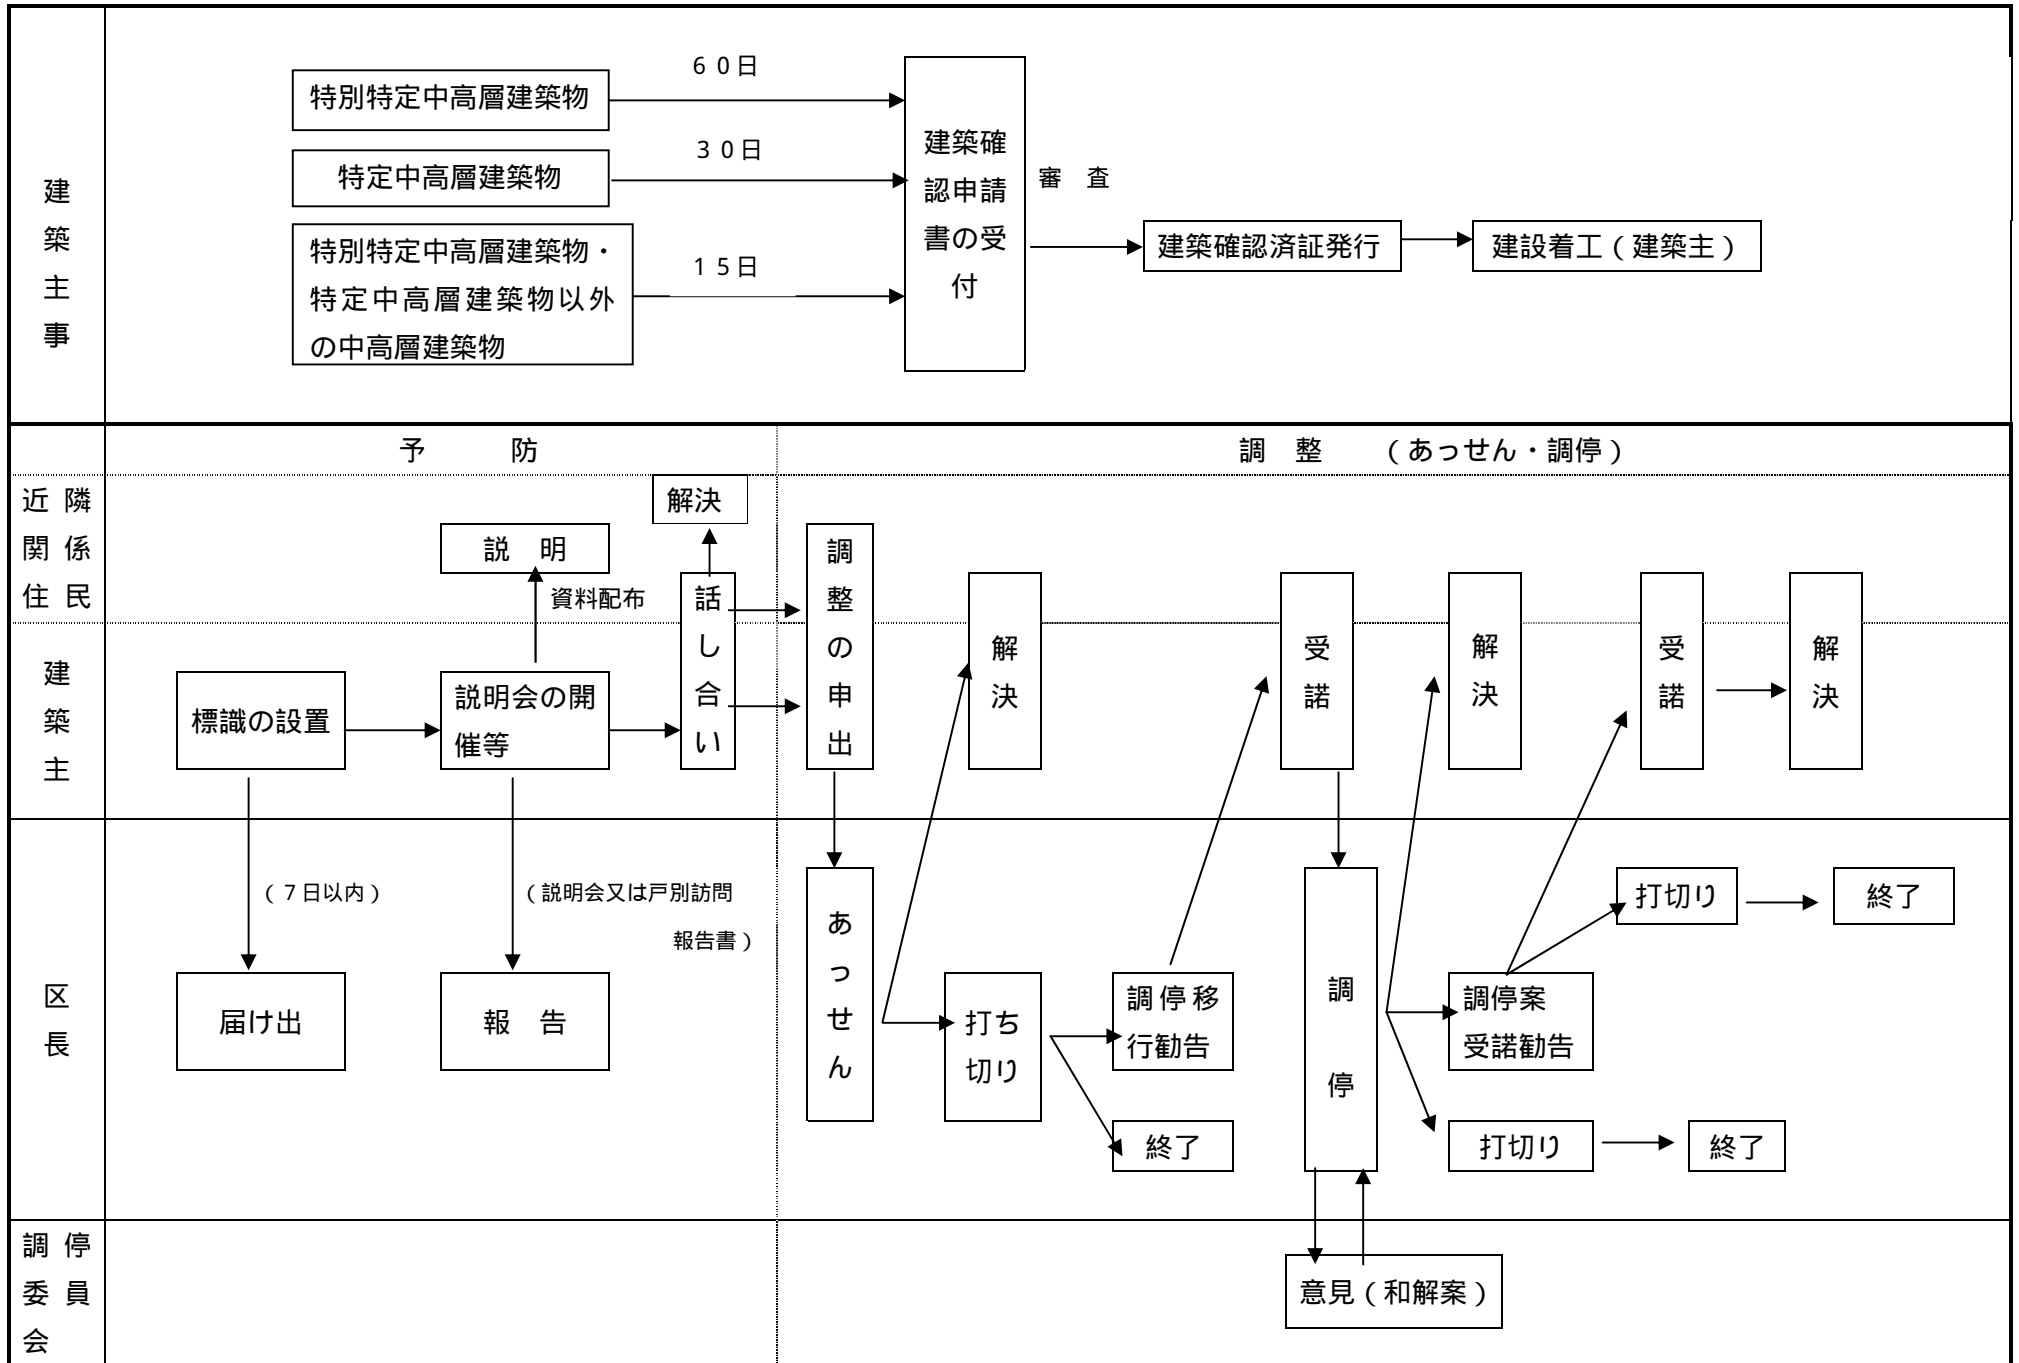 建築主事
６０日
特別特定中高層建築物
３０日
特定中高層建築物
特別特定中高層建築物・
特定中高層建築物以外
の中高層建築物
１５日
建築確
認申請
書の受
付
審　査
建築確認済証発行
建設着工（建築主）
予　　　防
調　整　　（あっせん・調停）
近 隣
関 係
住 民
解決
説　明
資料配布
話し合い
調整の申出
解決
受諾
解決
受諾
解決
建築主
標識の設置
説明会の開
催等
区長
（７日以内）
（説明会又は戸別訪問
報告書）
届け出
報　告
あっせん
打ち
切り
調停移
行勧告
終了
調停
調停案
受諾勧告
打切り
終了
打切り
終了
調 停
委 員
会
意見（和解案）